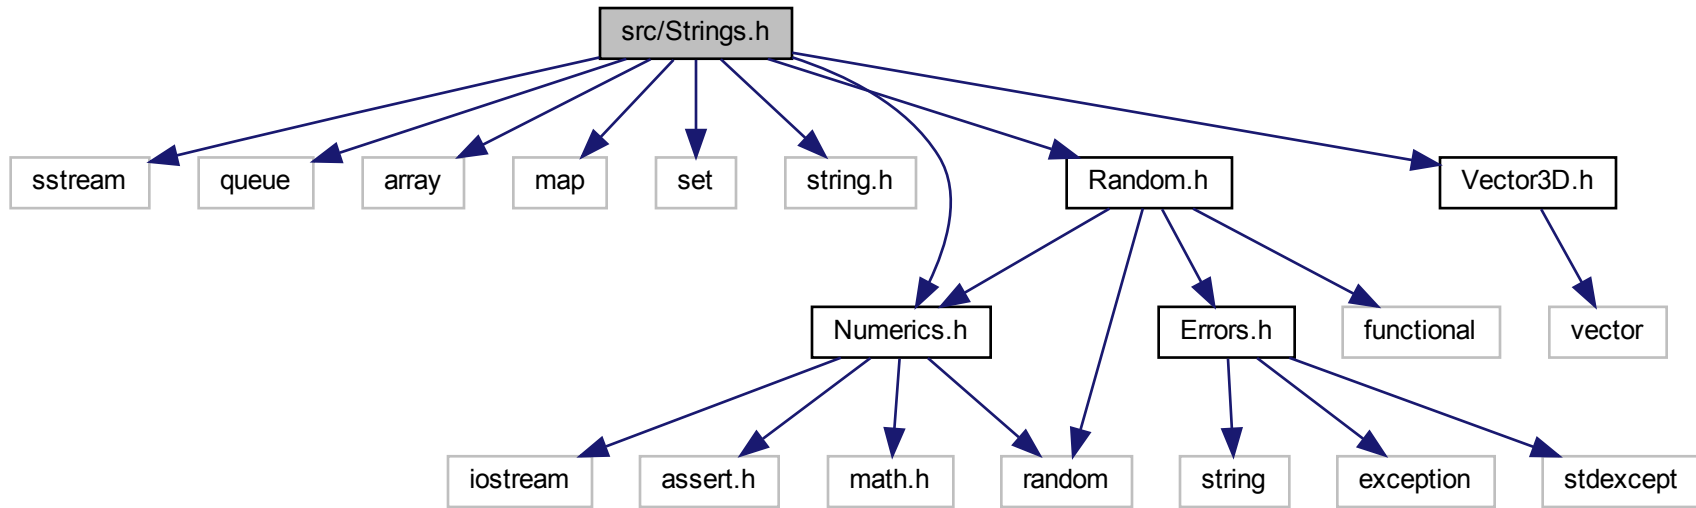 src/Strings.h
sstream
queue
array
map
set
string.h
Random.h
Vector3D.h
Numerics.h
Errors.h
functional
vector
iostream
assert.h
math.h
random
string
exception
stdexcept